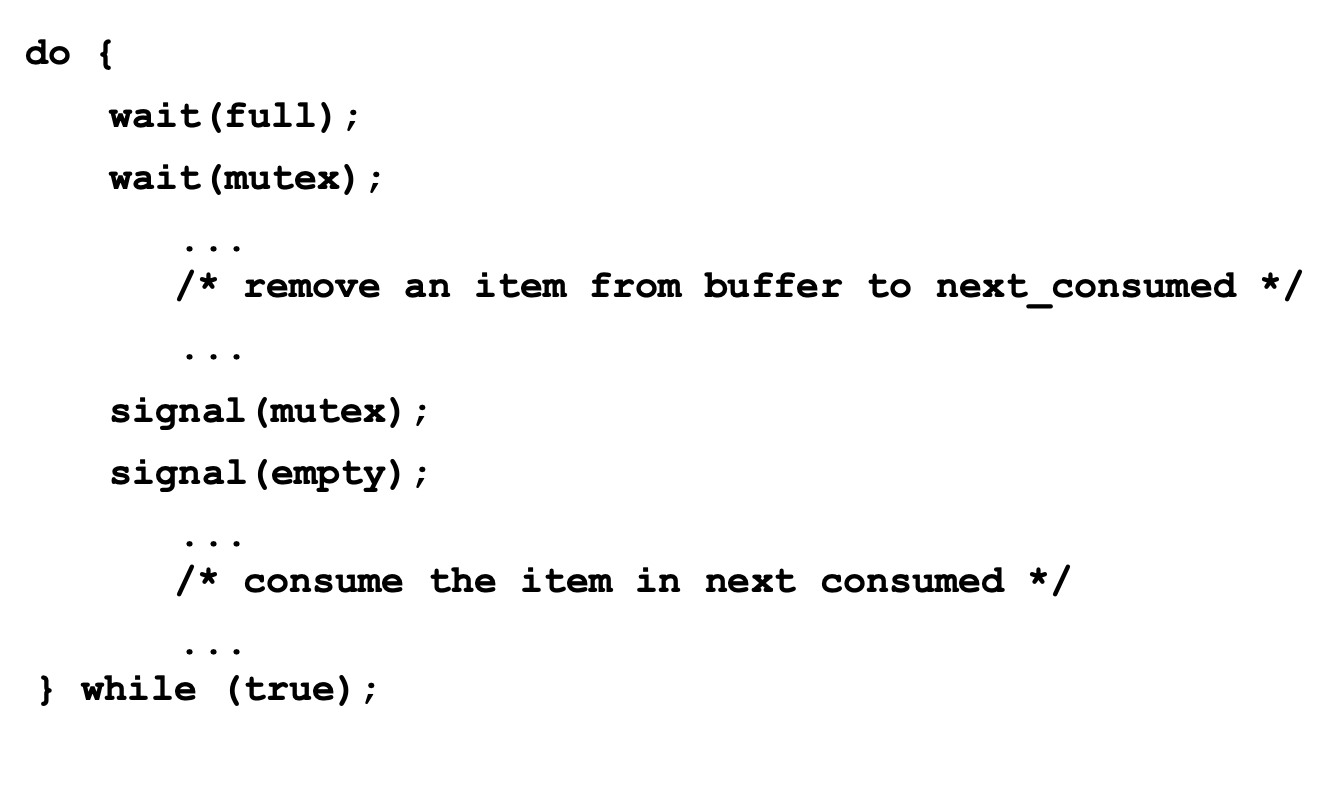 do {
wait(full);
wait(mutex);
...
/* remove an item from buffer to next_consumed */
...
signal(mutex);
signal(empty);
...
/* consume the item in next consumed */
...
} while (true);